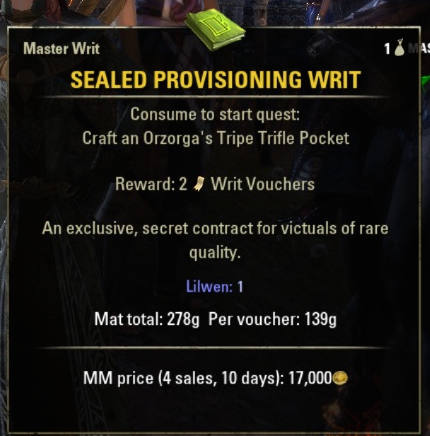 Master Writ
1 MAS
SEALED PROVISIONING WRIT
Consume to start quest:
Craft an Orzorga's Tripe Trifle Pocket
Reward: 2 Writ Vouchers
An exclusive, secret contract for victuals of rare
quality.
Lilwen: 1
Mat total: 278g Per voucher: 139g
MM price (4 sales, 10 days): 17,000